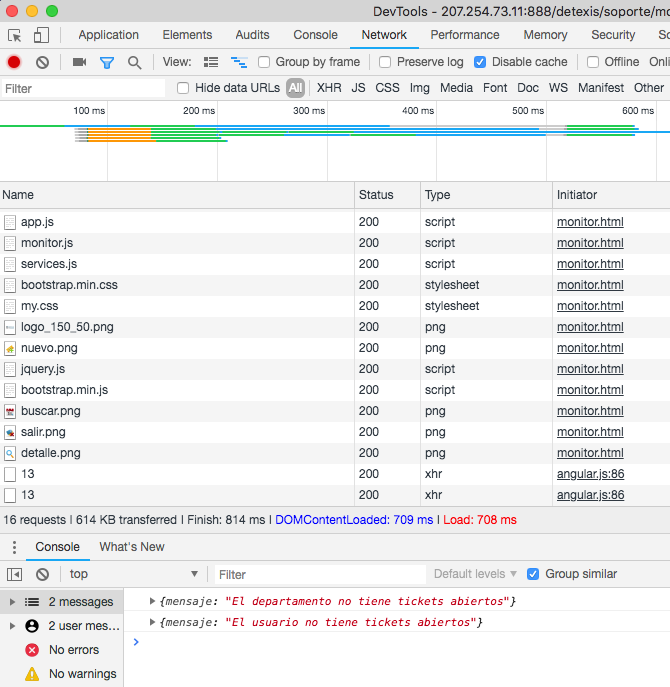 DevTools - 207.254.73.11:888/detexis/soporte/mo
Application Elements Audits Console Network Performance Memory Security S
View: Group by frame Preserve log Disable cache Offline Onli
Filter Hide data URLs All XHR JS CSS Img Media Font Doc WS Manifest Other
100 ms 200 ms 300 ms 400 ms 500 ms 600 ms
Name Status Type Initiator
app.js 200 script monitor.html
monitor.js 200 script monitor.html
services.js 200 script monitor.html
bootstrap.min.css 200 stylesheet monitor.html
my.css 200 stylesheet monitor.html
logo_150_50.png 200 png monitor.html
nuevo.png 200 png monitor.html
jquery.js 200 script monitor.html
bootstrap.min.js 200 script monitor.html
buscar.png 200 png monitor.html
salir.png 200 png monitor.html
detalle.png 200 png monitor.html
13 200 xhr angular.js:86
13 200 xhr angular.js:86
16 requests | 614 KB transferred | Finish: 814 ms | DOMContentLoaded: 709 ms | Load: 708 ms
Console What's New
top Filter Default levels Group similar
2 messages
{mensaje: "El departamento no tiene tickets abiertos"}
2 user mes...
{mensaje: "El usuario no tiene tickets abiertos"}
No errors
No warnings